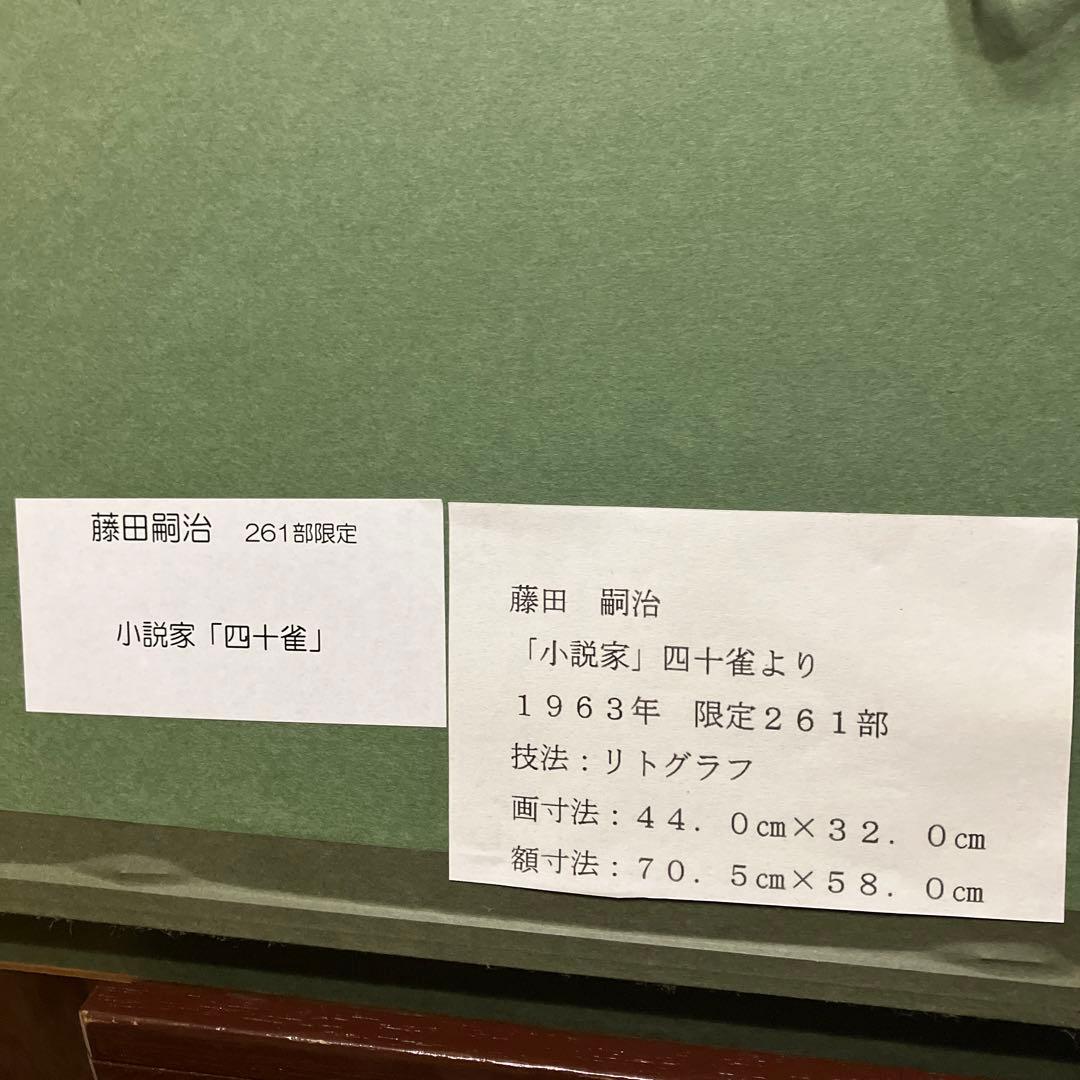 藤田嗣治　261部限定
小説家「四十雀」
藤田　嗣治
「小説家」四十雀より
１９６３年　限定２６１部
技法：リトグラフ
画寸法：４４．０㎝×３２．０㎝
額寸法：７０．５㎝×５８．０㎝